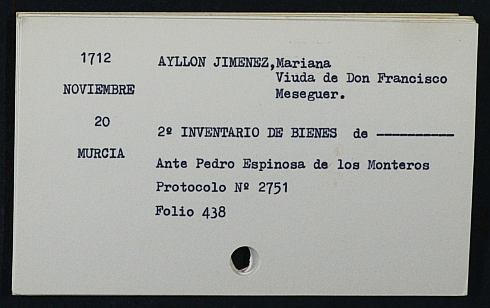 1712
NOVIEMBRE
20
MURCIA
AYLLON JIMENEZ,Mariana
Viuda de Don Francisco
Meseguer.
2º INVENTARIO DE BIENES de ----------
Ante Pedro Espinosa de los Monteros
Protocolo Nº 2751
Folio 438